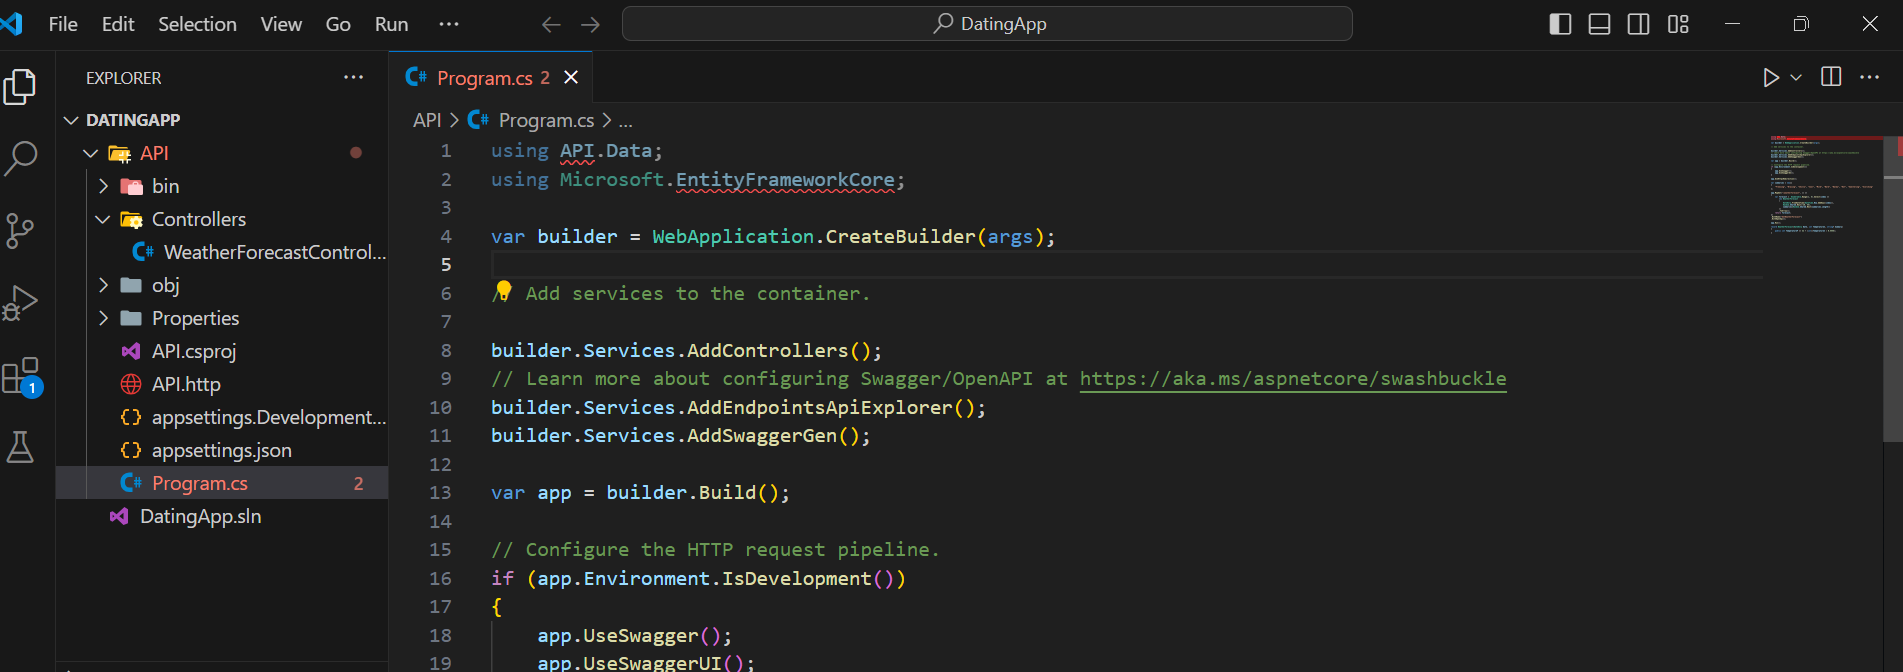 File Edit Selection View Go Run ··· ← → DatingApp
EXPLORER ···
DATINGAPP
API
bin
Controllers
WeatherForecastControl...
obj
Properties
API.csproj
API.http
appsettings.Development...
appsettings.json
Program.cs 2
DatingApp.sln
1
Program.cs 2
API > Program.cs > ...
1 using API.Data;
2 using Microsoft.EntityFrameworkCore;
3
4 var builder = WebApplication.CreateBuilder(args);
5
6 // Add services to the container.
7
8 builder.Services.AddControllers();
9 // Learn more about configuring Swagger/OpenAPI at https://aka.ms/aspnetcore/swashbuckle
10 builder.Services.AddEndpointsApiExplorer();
11 builder.Services.AddSwaggerGen();
12
13 var app = builder.Build();
14
15 // Configure the HTTP request pipeline.
16 if (app.Environment.IsDevelopment())
17 {
18 app.UseSwagger();
19 app.UseSwaggerUI();